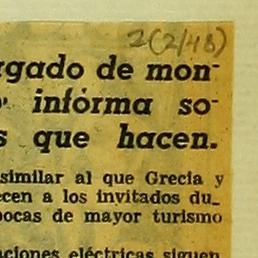 2(2/48)
rgado de mon-
informa so-
s que hacen.
similar al que Grecia y
ecen a los invitados du_
pocas de mayor turismo
aciones eléctricas siguen